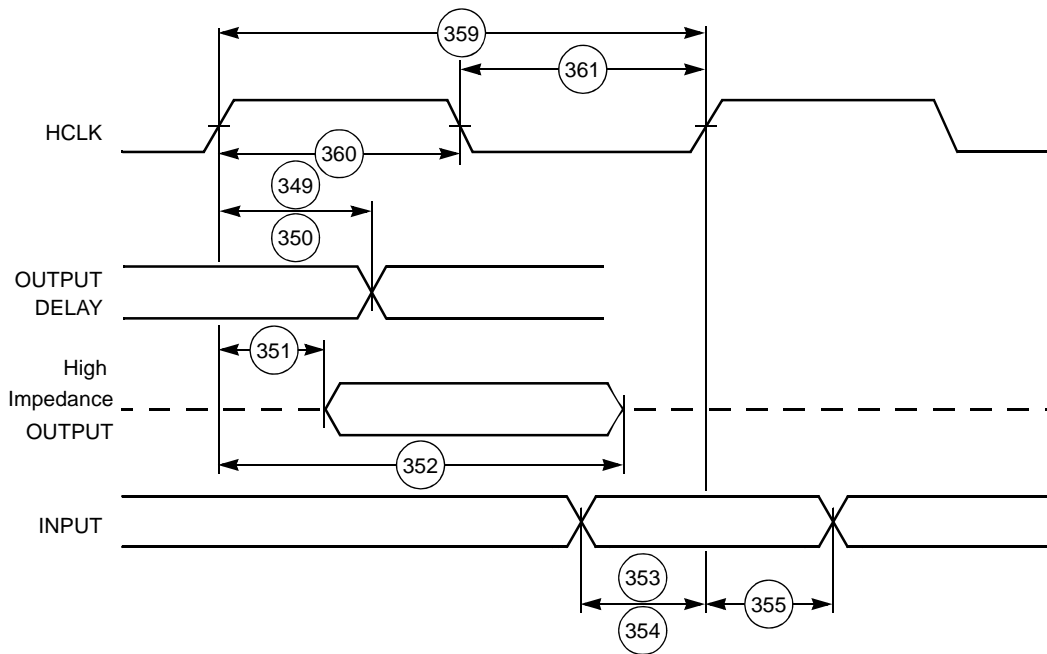 359
361
HCLK
360
349
350
OUTPUT
DELAY
351
High
Impedance
OUTPUT
352
INPUT
353
355
354